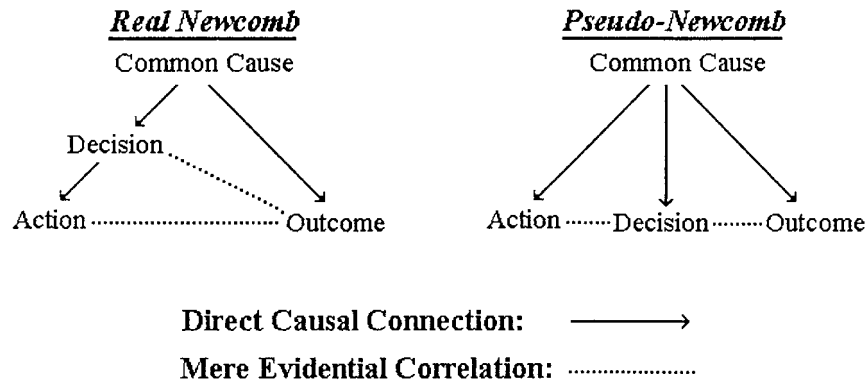 Real Newcomb
Common Cause
Decision
Action
Outcome
Pseudo-Newcomb
Common Cause
Action
Decision
Outcome
Direct Causal Connection:
Mere Evidential Correlation: